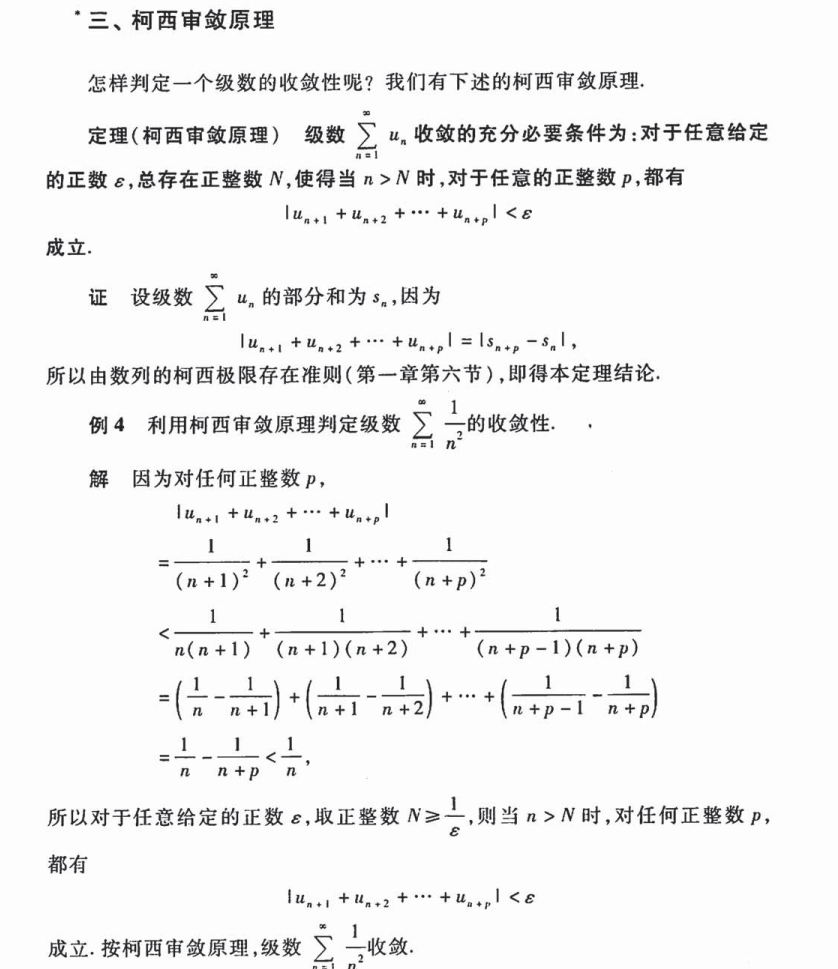 *三、柯西审敛原理
怎样判定一个级数的收敛性呢? 我们有下述的柯西审敛原理.
定理(柯西审敛原理) 级数 $\sum_{n=1}^{\infty} u_n$ 收敛的充分必要条件为:对于任意给定
的正数 ε,总存在正整数 N,使得当 n > N 时,对于任意的正整数 p,都有
$|u_{n+1} + u_{n+2} + \cdots + u_{n+p}| < \varepsilon$
成立.
证 设级数 $\sum_{n=1}^{\infty} u_n$ 的部分和为 $s_n$,因为
$|u_{n+1} + u_{n+2} + \cdots + u_{n+p}| = |s_{n+p} - s_n|,$
所以由数列的柯西极限存在准则(第一章第六节),即得本定理结论.
例 4 利用柯西审敛原理判定级数 $\sum_{n=1}^{\infty} \frac{1}{n^2}$ 的收敛性.
解 因为对任何正整数 p,
$|u_{n+1} + u_{n+2} + \cdots + u_{n+p}|$
$= \frac{1}{(n+1)^2} + \frac{1}{(n+2)^2} + \cdots + \frac{1}{(n+p)^2}$
$< \frac{1}{n(n+1)} + \frac{1}{(n+1)(n+2)} + \cdots + \frac{1}{(n+p-1)(n+p)}$
$= \left(\frac{1}{n} - \frac{1}{n+1}\right) + \left(\frac{1}{n+1} - \frac{1}{n+2}\right) + \cdots + \left(\frac{1}{n+p-1} - \frac{1}{n+p}\right)$
$= \frac{1}{n} - \frac{1}{n+p} < \frac{1}{n},$
所以对于任意给定的正数 ε,取正整数 $N \geqslant \frac{1}{\varepsilon}$,则当 n > N 时,对任何正整数 p,
都有
$|u_{n+1} + u_{n+2} + \cdots + u_{n+p}| < \varepsilon$
成立. 按柯西审敛原理,级数 $\sum_{n=1}^{\infty} \frac{1}{n^2}$ 收敛.